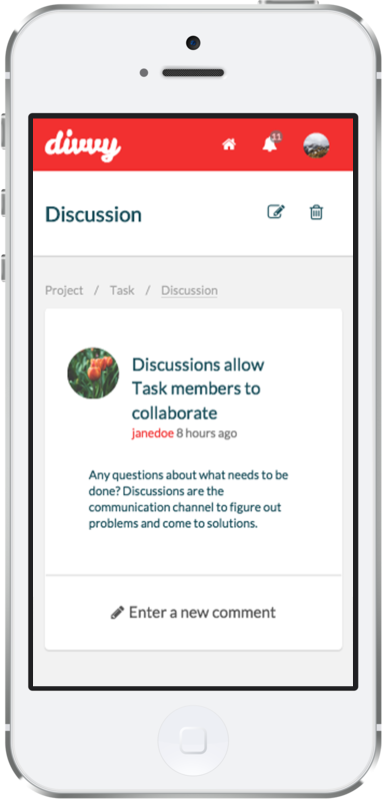 divvy
11
Discussion
Project / Task / Discussion
Discussions allow
Task members to
collaborate
janedoe 8 hours ago
Any questions about what needs to be
done? Discussions are the
communication channel to figure out
problems and come to solutions.
Enter a new comment